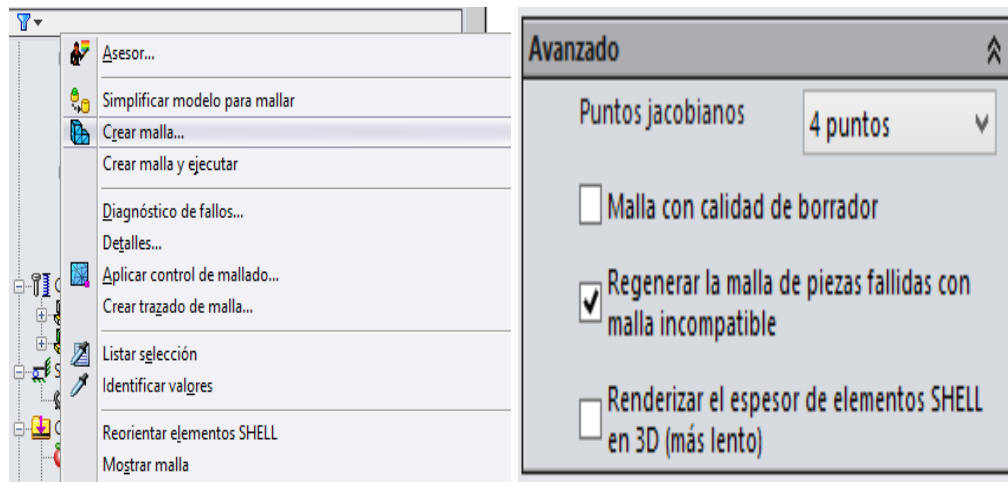 Asesor...
Simplificar modelo para mallar
Crear malla...
Crear malla y ejecutar
Diagnóstico de fallos...
Detalles...
Aplicar control de mallado...
Crear trazado de malla...
Listar selección
Identificar valores
Reorientar elementos SHELL
Mostrar malla
Avanzado
Puntos jacobianos
4 puntos
Malla con calidad de borrador
Regenerar la malla de piezas fallidas con
malla incompatible
Renderizar el espesor de elementos SHELL
en 3D (más lento)